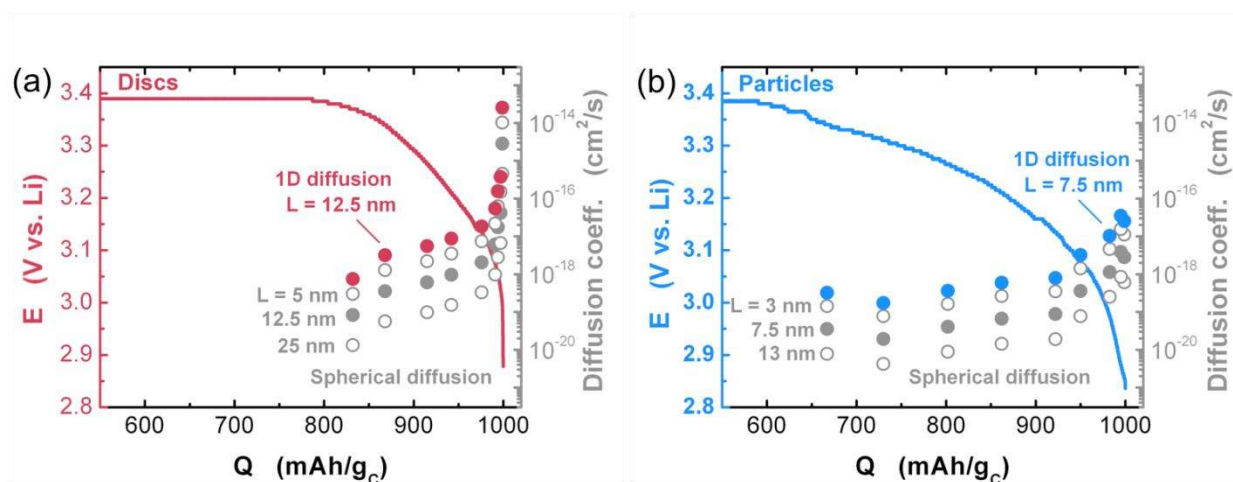 (a)
Discs
3.4
3.3
3.2
3.1
3.0
2.9
2.8
E (V vs. Li)
1D diffusion
L = 12.5 nm
L = 5 nm
12.5 nm
25 nm
Spherical diffusion
10⁻¹⁴
10⁻¹⁶
10⁻¹⁸
10⁻²⁰
Diffusion coeff. (cm²/s)
600 700 800 900 1000
Q (mAh/g_C)
(b)
Particles
3.4
3.3
3.2
3.1
3.0
2.9
2.8
E (V vs. Li)
1D diffusion
L = 7.5 nm
L = 3 nm
7.5 nm
13 nm
Spherical diffusion
10⁻¹⁴
10⁻¹⁶
10⁻¹⁸
10⁻²⁰
Diffusion coeff. (cm²/s)
600 700 800 900 1000
Q (mAh/g_C)